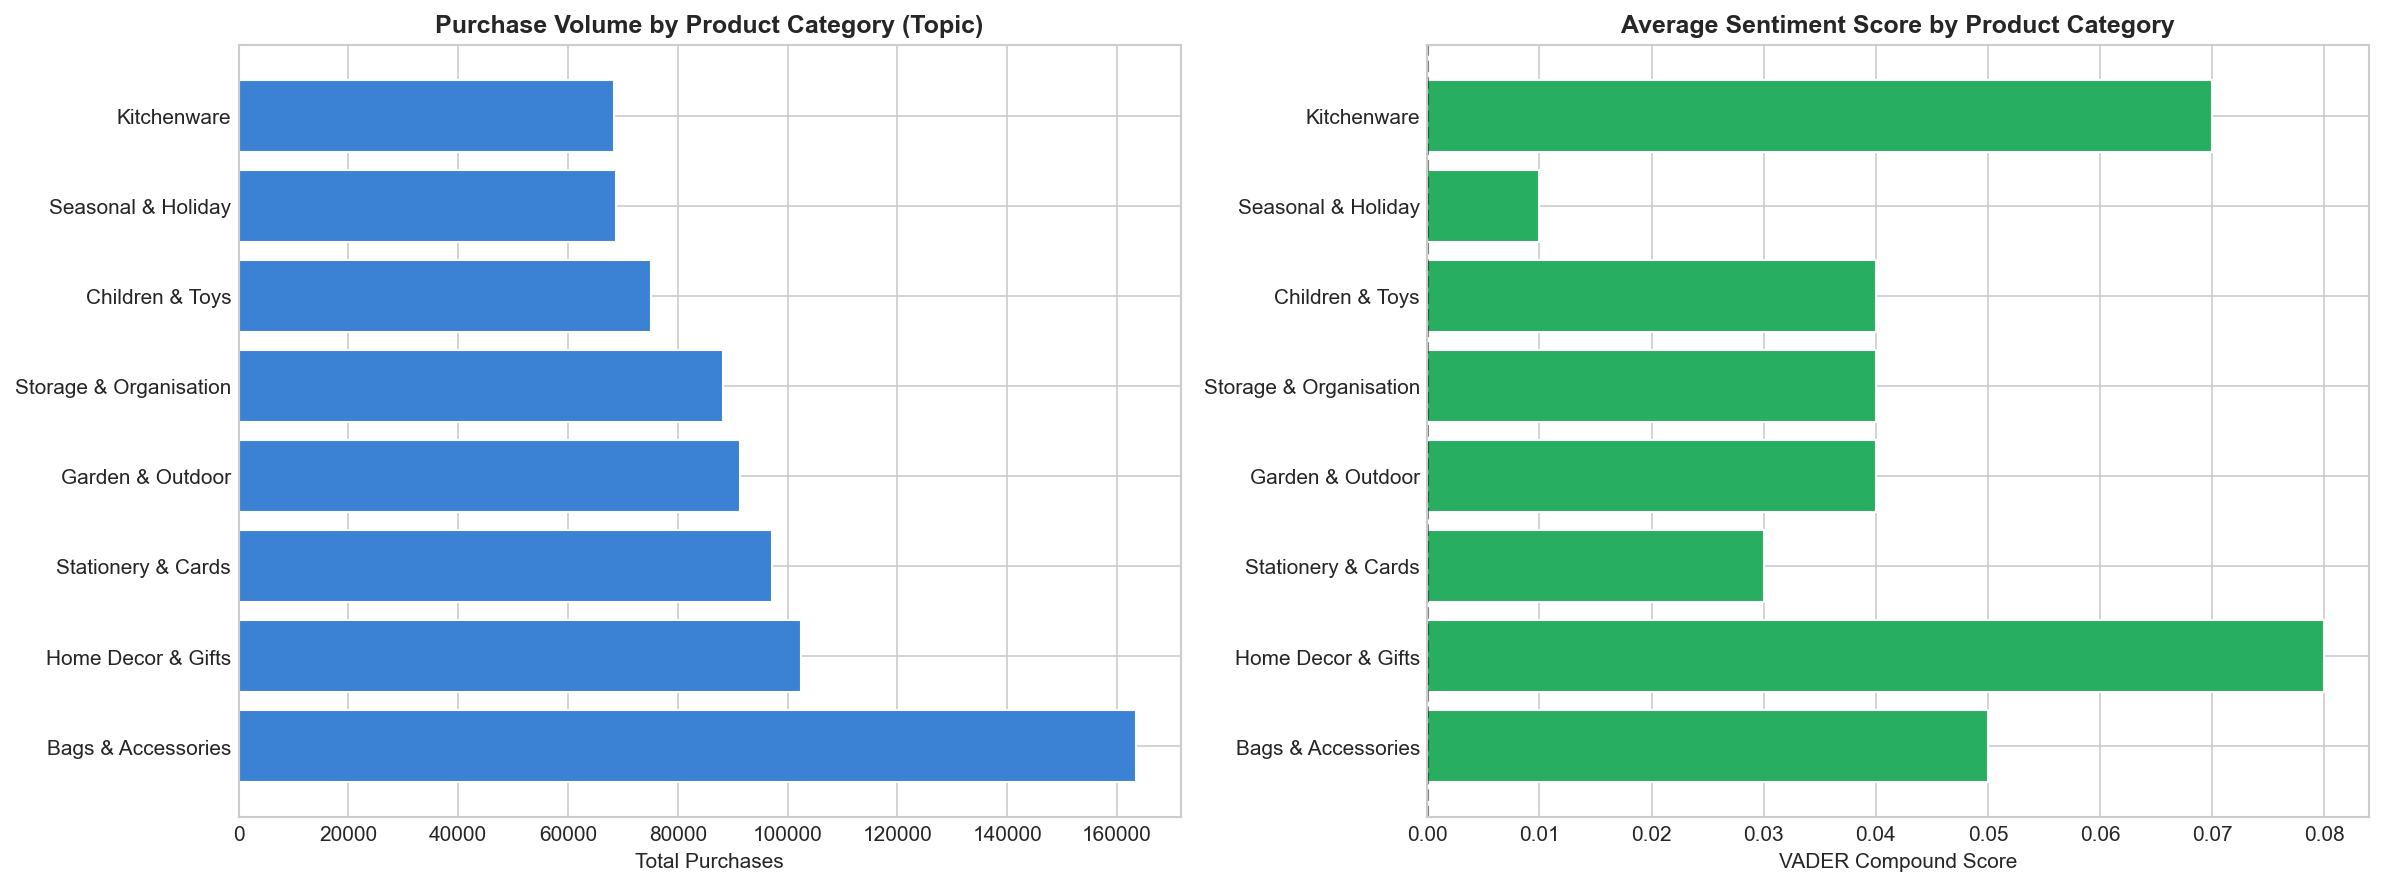 Purchase Volume by Product Category (Topic)
Kitchenware
Seasonal & Holiday
Children & Toys
Storage & Organisation
Garden & Outdoor
Stationery & Cards
Home Decor & Gifts
Bags & Accessories
0 20000 40000 60000 80000 100000 120000 140000 160000
Total Purchases
Average Sentiment Score by Product Category
Kitchenware
Seasonal & Holiday
Children & Toys
Storage & Organisation
Garden & Outdoor
Stationery & Cards
Home Decor & Gifts
Bags & Accessories
0.00 0.01 0.02 0.03 0.04 0.05 0.06 0.07 0.08
VADER Compound Score